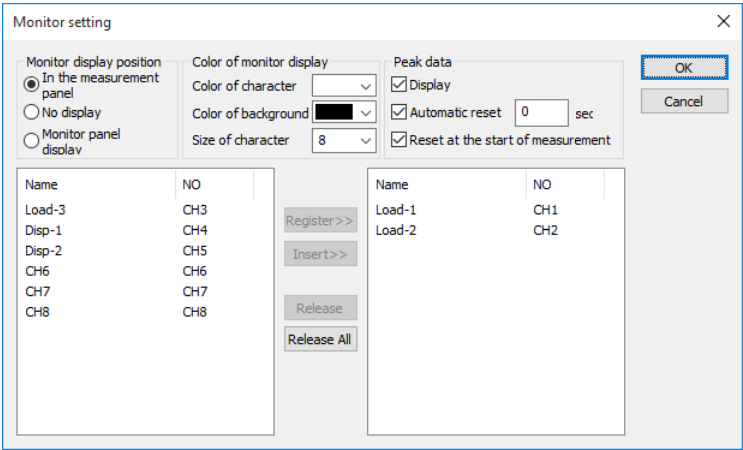 Monitor setting
Monitor display position
In the measurement
panel
No display
Monitor panel
display
Color of monitor display
Color of character
Color of background
Size of character 8
Peak data
Display
Automatic reset 0 sec
Reset at the start of measurement
OK
Cancel
Name NO
Load-3 CH3
Disp-1 CH4
Disp-2 CH5
CH6 CH6
CH7 CH7
CH8 CH8
Register>>
Insert>>
Release
Release All
Name NO
Load-1 CH1
Load-2 CH2